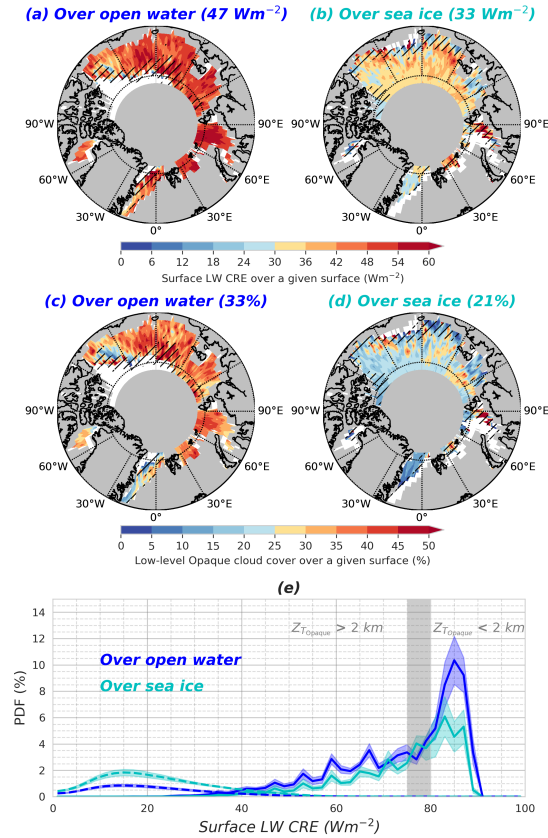 (a) Over open water (47 Wm⁻²)
(b) Over sea ice (33 Wm⁻²)
90°W
90°E
90°W
90°E
60°W
60°E
60°W
60°E
30°W
30°E
30°W
30°E
0°
0°
0 6 12 18 24 30 36 42 48 54 60
Surface LW CRE over a given surface (Wm⁻²)
(c) Over open water (33%)
(d) Over sea ice (21%)
90°W
90°E
90°W
90°E
60°W
60°E
60°W
60°E
30°W
30°E
30°W
30°E
0°
0°
0 5 10 15 20 25 30 35 40 45 50
Low-level Opaque cloud cover over a given surface (%)
(e)
14
12
10
8
6
4
2
0
PDF (%)
Z_{T_{Opaque}} > 2 km
Z_{T_{Opaque}} < 2 km
Over open water
Over sea ice
0 20 40 60 80 100
Surface LW CRE (Wm⁻²)